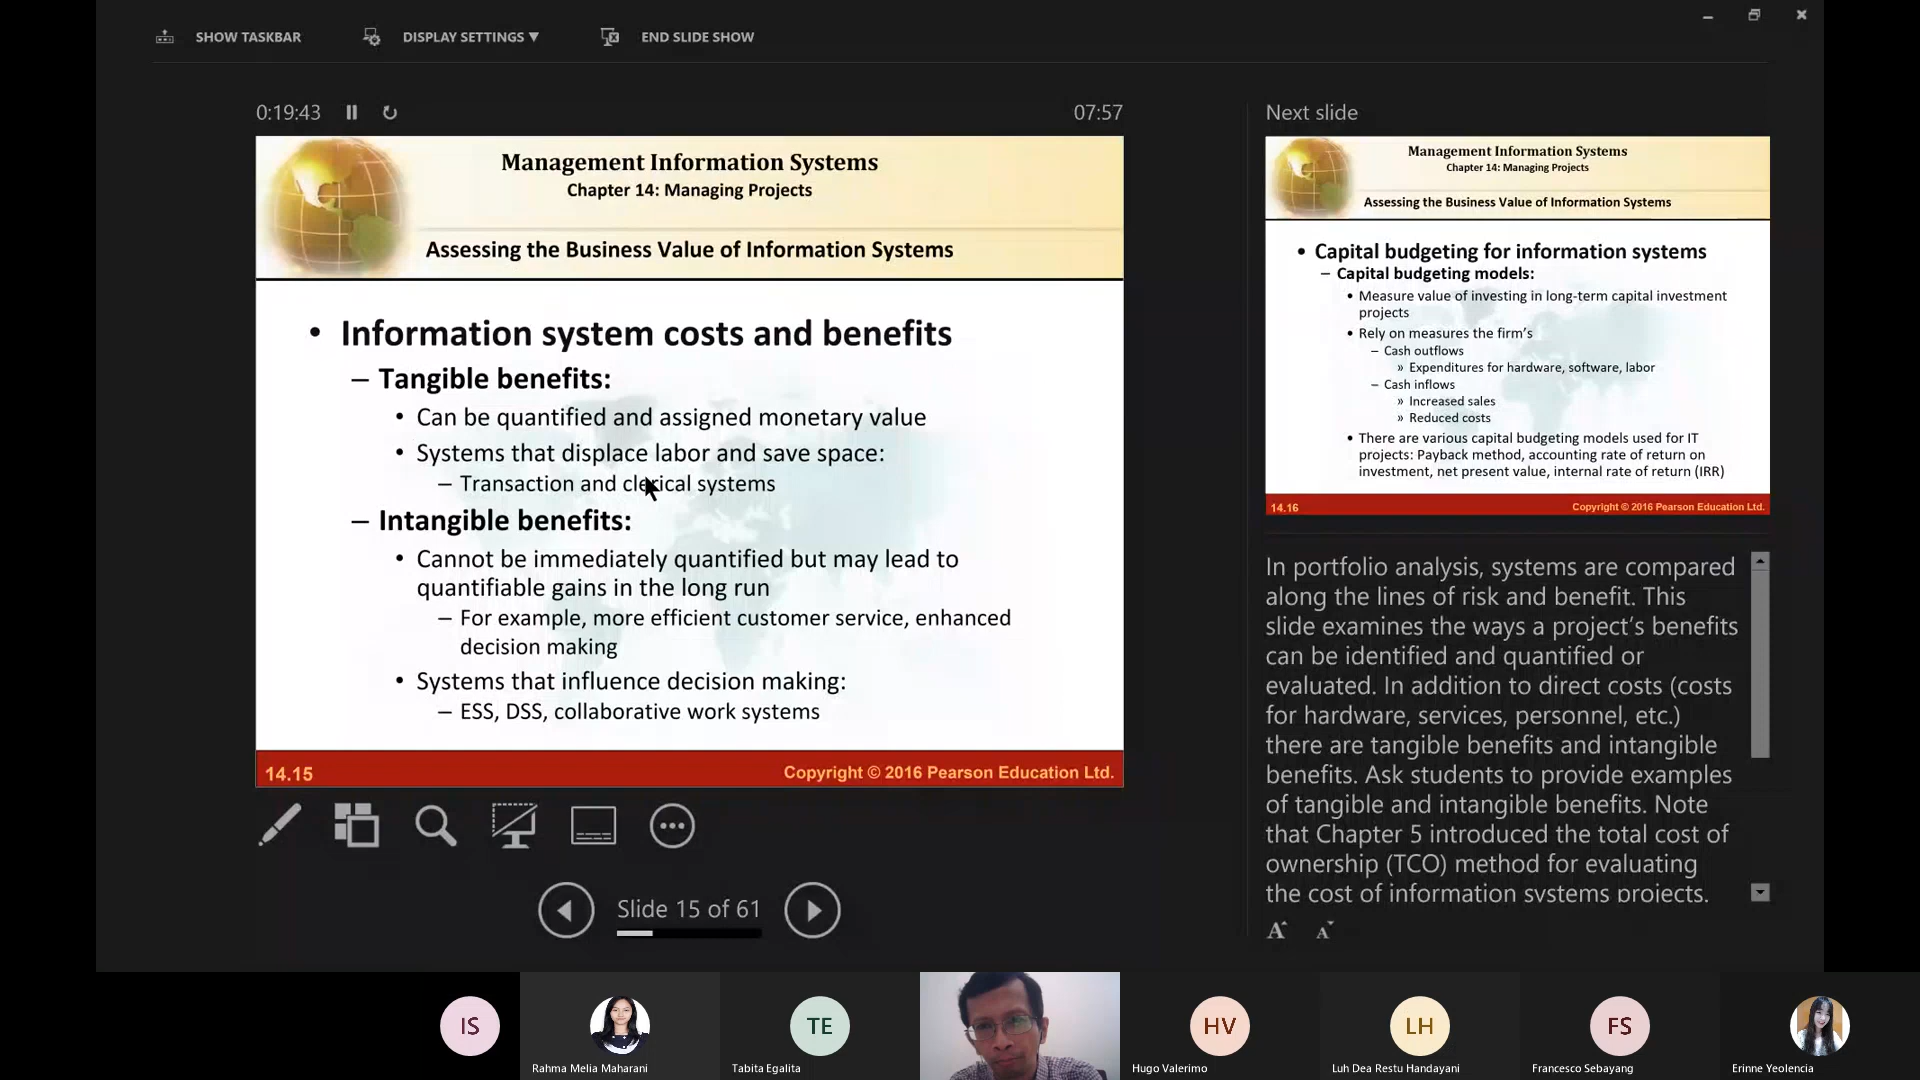 SHOW TASKBAR
DISPLAY SETTINGS ▼
END SLIDE SHOW
0:19:43
07:57
Management Information Systems
Chapter 14: Managing Projects
Assessing the Business Value of Information Systems
• Information system costs and benefits
– Tangible benefits:
• Can be quantified and assigned monetary value
• Systems that displace labor and save space:
– Transaction and clerical systems
– Intangible benefits:
• Cannot be immediately quantified but may lead to
quantifiable gains in the long run
– For example, more efficient customer service, enhanced
decision making
• Systems that influence decision making:
– ESS, DSS, collaborative work systems
14.15
Copyright © 2016 Pearson Education Ltd.
Slide 15 of 61
Next slide
Management Information Systems
Chapter 14: Managing Projects
Assessing the Business Value of Information Systems
• Capital budgeting for information systems
– Capital budgeting models:
• Measure value of investing in long-term capital investment
projects
• Rely on measures the firm's
– Cash outflows
» Expenditures for hardware, software, labor
– Cash inflows
» Increased sales
» Reduced costs
• There are various capital budgeting models used for IT
projects: Payback method, accounting rate of return on
investment, net present value, internal rate of return (IRR)
14.16
Copyright © 2016 Pearson Education Ltd.
In portfolio analysis, systems are compared
along the lines of risk and benefit. This
slide examines the ways a project's benefits
can be identified and quantified or
evaluated. In addition to direct costs (costs
for hardware, services, personnel, etc.)
there are tangible benefits and intangible
benefits. Ask students to provide examples
of tangible and intangible benefits. Note
that Chapter 5 introduced the total cost of
ownership (TCO) method for evaluating
the cost of information systems projects.
A A
IS
TE
HV
LH
FS
Rahma Melia Maharani
Tabita Egalita
Hugo Valerimo
Luh Dea Restu Handayani
Francesco Sebayang
Erinne Yeolencia